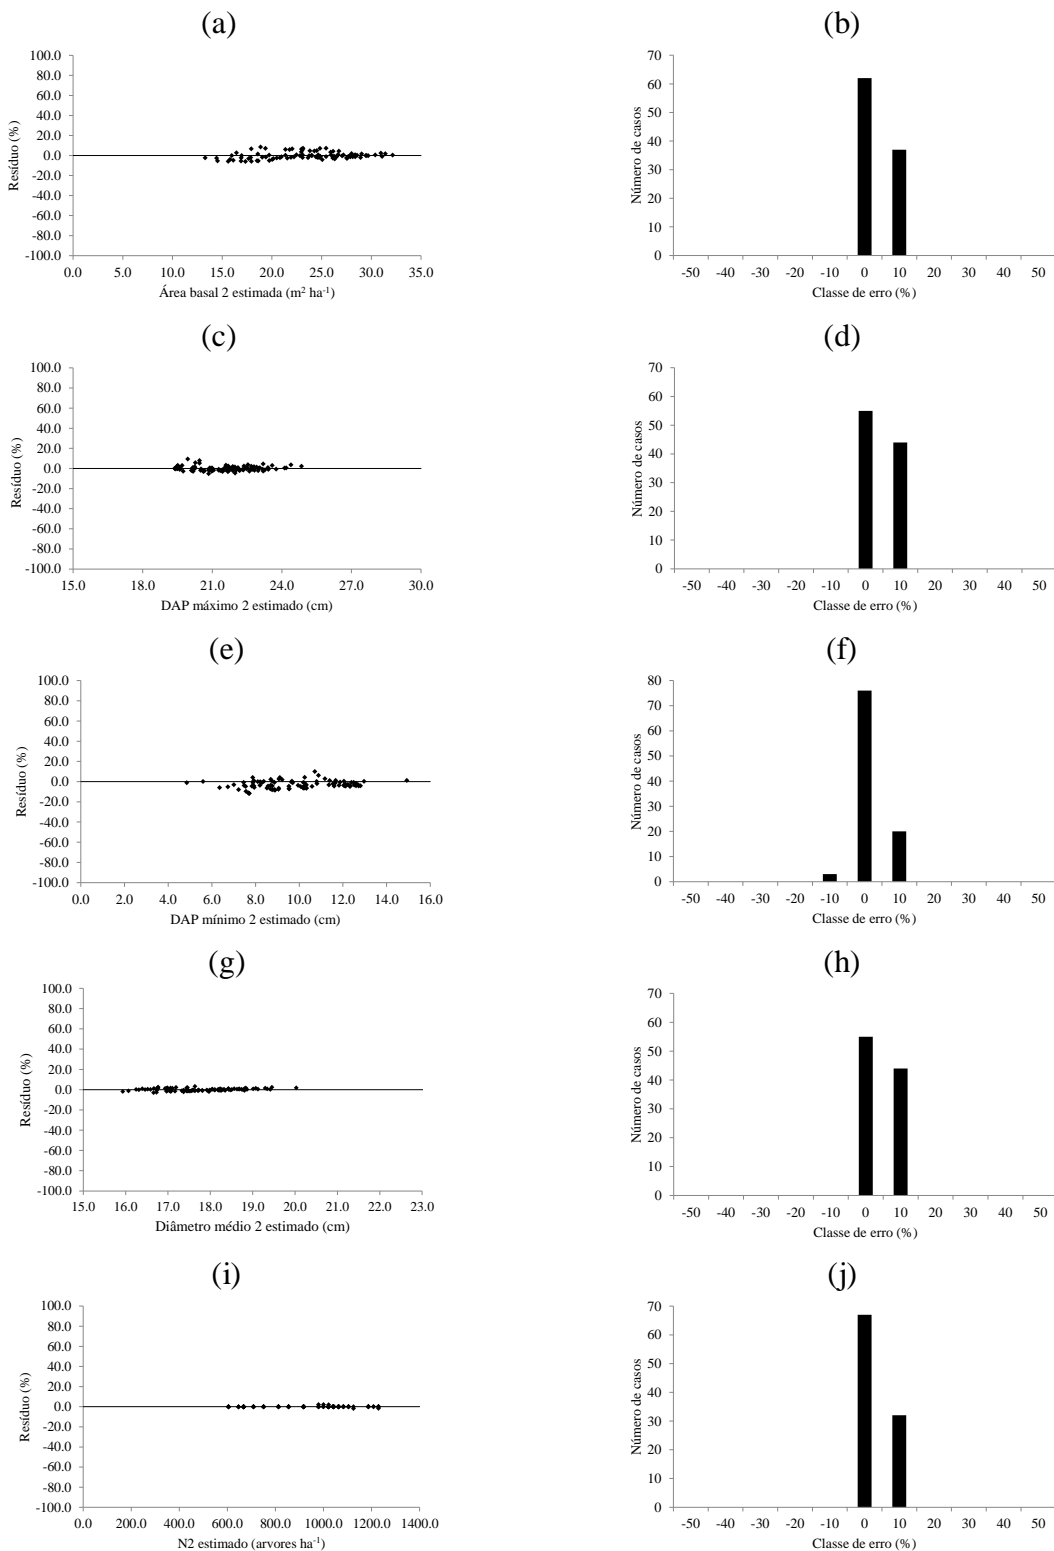 (a)
100.0
80.0
60.0
40.0
20.0
0.0
-20.0
-40.0
-60.0
-80.0
-100.0
Resíduo (%)
0.0 5.0 10.0 15.0 20.0 25.0 30.0 35.0
Área basal 2 estimada (m² ha⁻¹)
(b)
70
60
50
40
30
20
10
0
Número de casos
-50 -40 -30 -20 -10 0 10 20 30 40 50
Classe de erro (%)
(c)
100.0
80.0
60.0
40.0
20.0
0.0
-20.0
-40.0
-60.0
-80.0
-100.0
Resíduo (%)
15.0 18.0 21.0 24.0 27.0 30.0
DAP máximo 2 estimado (cm)
(d)
70
60
50
40
30
20
10
0
Número de casos
-50 -40 -30 -20 -10 0 10 20 30 40 50
Classe de erro (%)
(e)
100.0
80.0
60.0
40.0
20.0
0.0
-20.0
-40.0
-60.0
-80.0
-100.0
Resíduo (%)
0.0 2.0 4.0 6.0 8.0 10.0 12.0 14.0 16.0
DAP mínimo 2 estimado (cm)
(f)
80
70
60
50
40
30
20
10
0
Número de casos
-50 -40 -30 -20 -10 0 10 20 30 40 50
Classe de erro (%)
(g)
100.0
80.0
60.0
40.0
20.0
0.0
-20.0
-40.0
-60.0
-80.0
-100.0
Resíduo (%)
15.0 16.0 17.0 18.0 19.0 20.0 21.0 22.0 23.0
Diâmetro médio 2 estimado (cm)
(h)
70
60
50
40
30
20
10
0
Número de casos
-50 -40 -30 -20 -10 0 10 20 30 40 50
Classe de erro (%)
(i)
100.0
80.0
60.0
40.0
20.0
0.0
-20.0
-40.0
-60.0
-80.0
-100.0
Resíduo (%)
0.0 200.0 400.0 600.0 800.0 1000.0 1200.0 1400.0
N2 estimado (arvores ha⁻¹)
(j)
70
60
50
40
30
20
10
0
Número de casos
-50 -40 -30 -20 -10 0 10 20 30 40 50
Classe de erro (%)